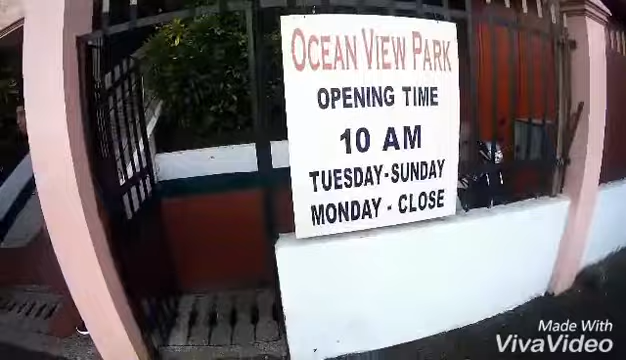 OCEAN VIEW PARK
OPENING TIME
10 AM
TUESDAY-SUNDAY
MONDAY - CLOSE
Made With
VivaVideo